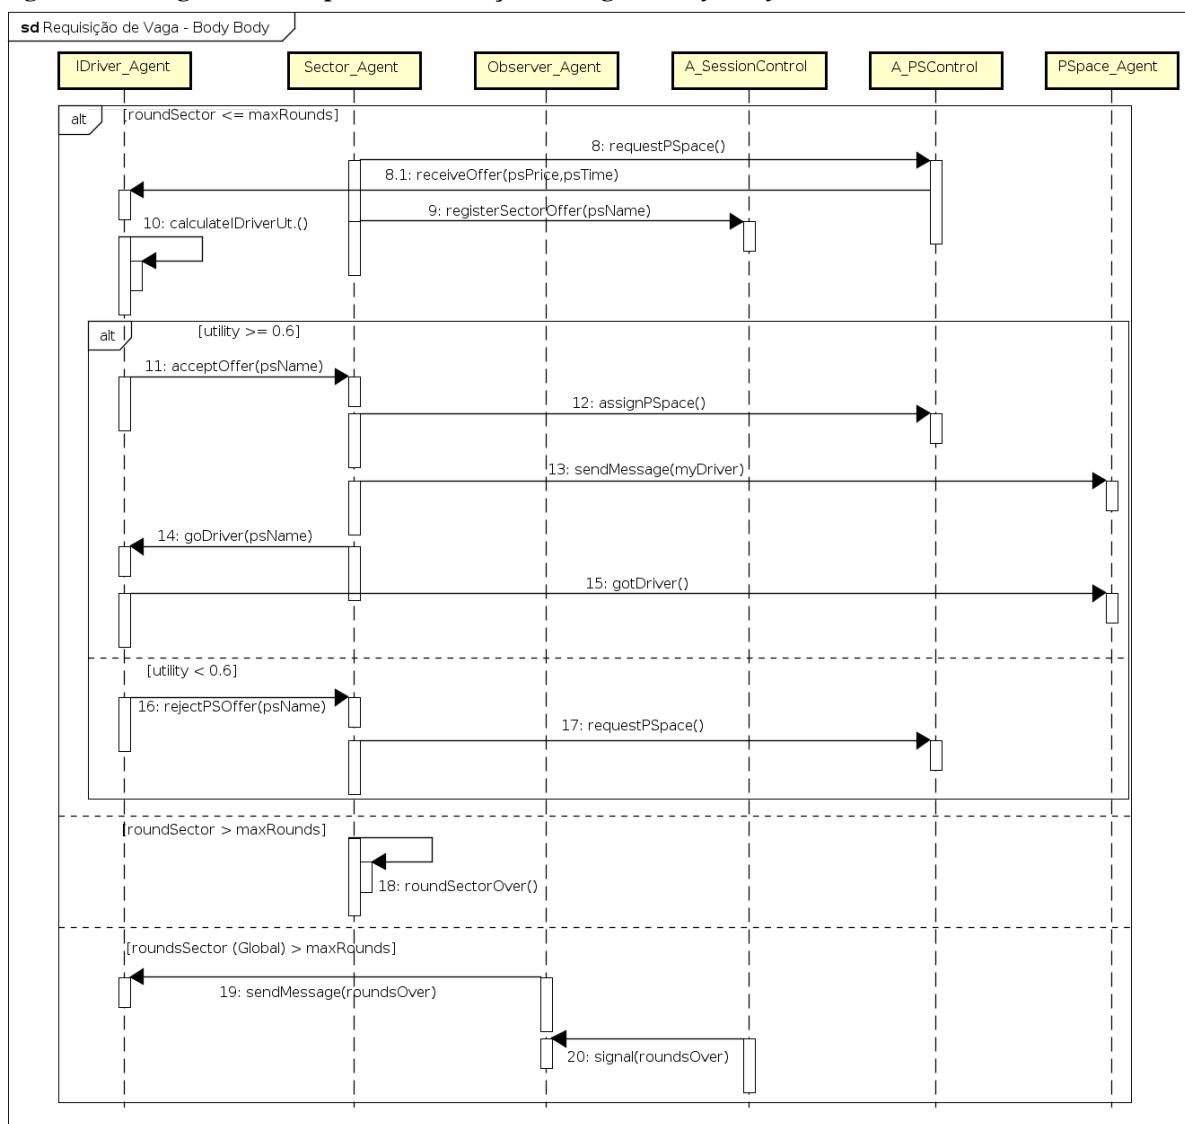 sd Requisição de Vaga - Body Body
IDriver_Agent
Sector_Agent
Observer_Agent
A_SessionControl
A_PSControl
PSpace_Agent
alt
[roundSector <= maxRounds]
8: requestPSpace()
8.1: receiveOffer(psPrice,psTime)
9: registerSectorOffer(psName)
10: calculateIDriverUt.()
alt
[utility >= 0.6]
11: acceptOffer(psName)
12: assignPSpace()
13: sendMessage(myDriver)
14: goDriver(psName)
15: gotDriver()
[utility < 0.6]
16: rejectPSOffer(psName)
17: requestPSpace()
[roundSector > maxRounds]
18: roundSectorOver()
[roundsSector (Global) > maxRounds]
19: sendMessage(roundsOver)
20: signal(roundsOver)